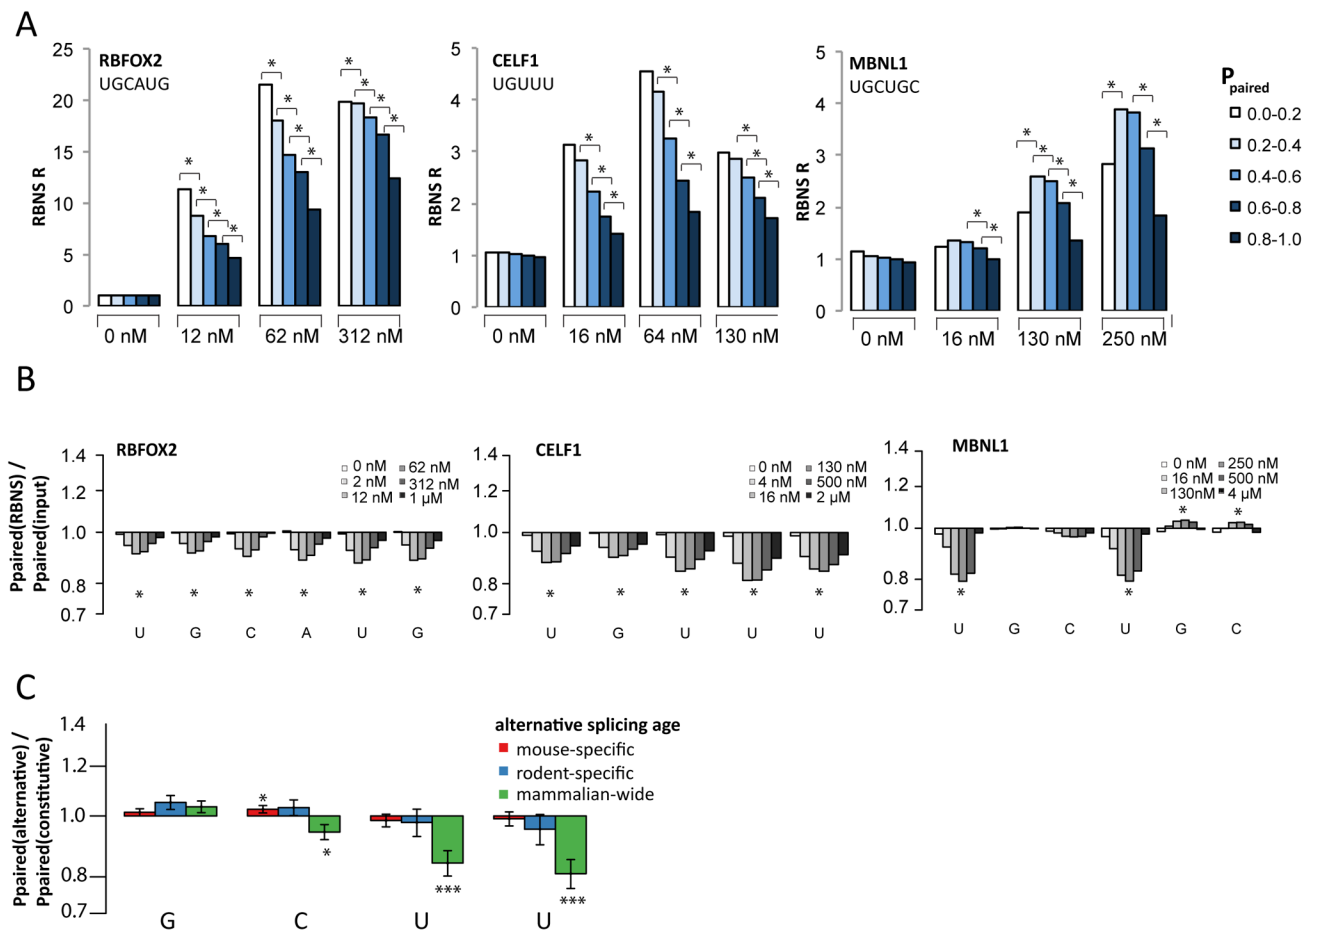 A
RBFOX2
UGCAUG
RBNS R
25
20
15
10
5
0
* * * *
* * * *
* * * *
0 nM 12 nM 62 nM 312 nM
CELF1
UGUUU
RBNS R
5
4
3
2
1
0
* * *
* * *
* * *
0 nM 16 nM 64 nM 130 nM
MBNL1
UGCUGC
RBNS R
5
4
3
2
1
0
* *
* * * *
* * *
0 nM 16 nM 130 nM 250 nM
Ppaired
0.0-0.2
0.2-0.4
0.4-0.6
0.6-0.8
0.8-1.0
B
Ppaired(RBNS) /
Ppaired(input)
RBFOX2
1.4
1.2
1.0
0.8
0.7
0 nM 62 nM
2 nM 312 nM
12 nM 1 µM
* * * * * *
U G C A U G
CELF1
1.4
1.2
1.0
0.8
0.7
0 nM 130 nM
4 nM 500 nM
16 nM 2 µM
* * * * *
U G U U U
MBNL1
1.4
1.2
1.0
0.8
0.7
0 nM 250 nM
16 nM 500 nM
130nM 4 µM
* *
* *
U G C U G C
C
Ppaired(alternative) /
Ppaired(constitutive)
1.4
1.2
1.0
0.8
0.7
alternative splicing age
mouse-specific
rodent-specific
mammalian-wide
*
*
*** ***
G C U U